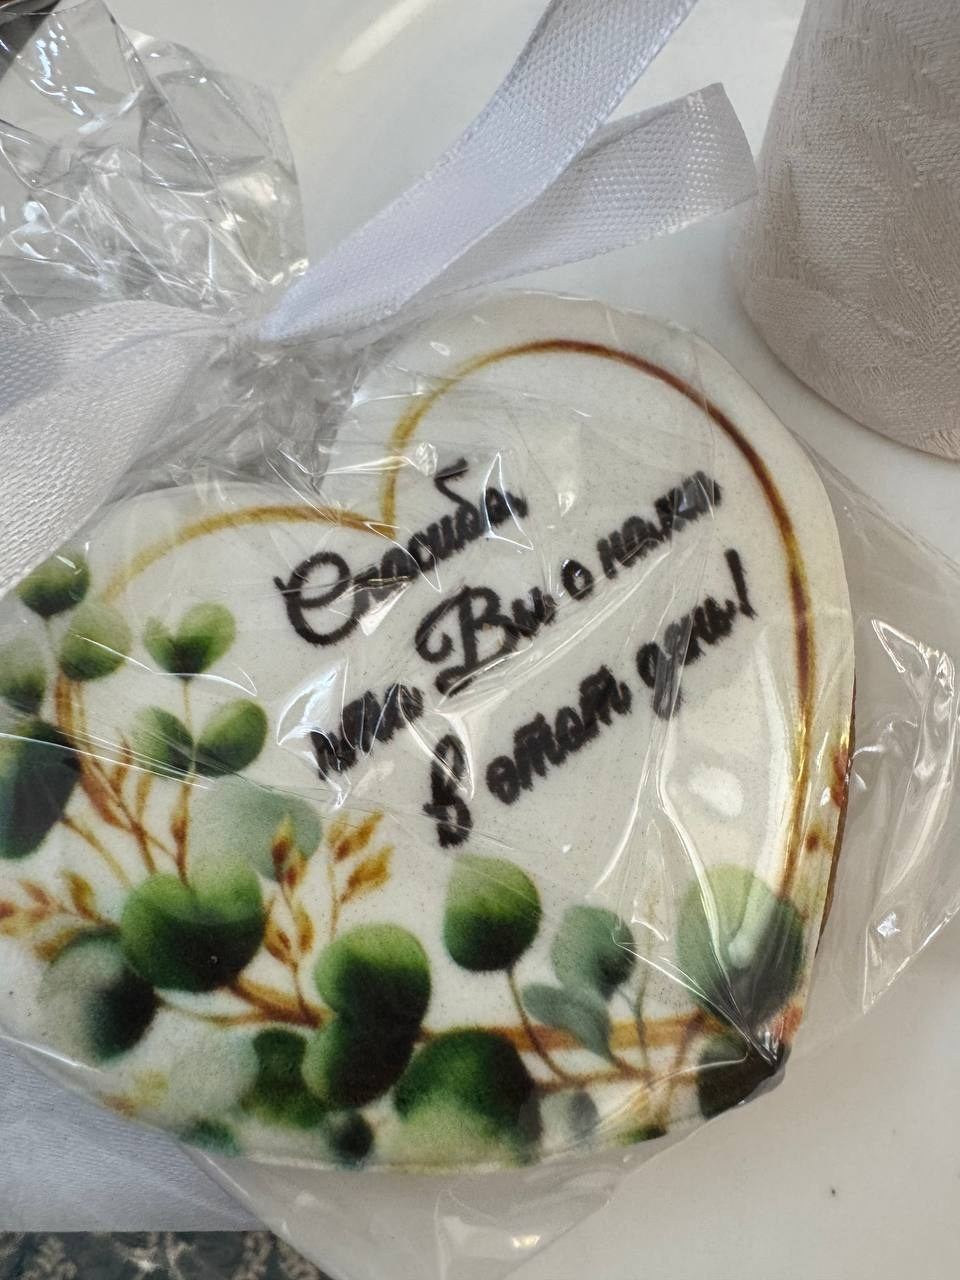 Спасибо,
что Вы с нами
в этот день!